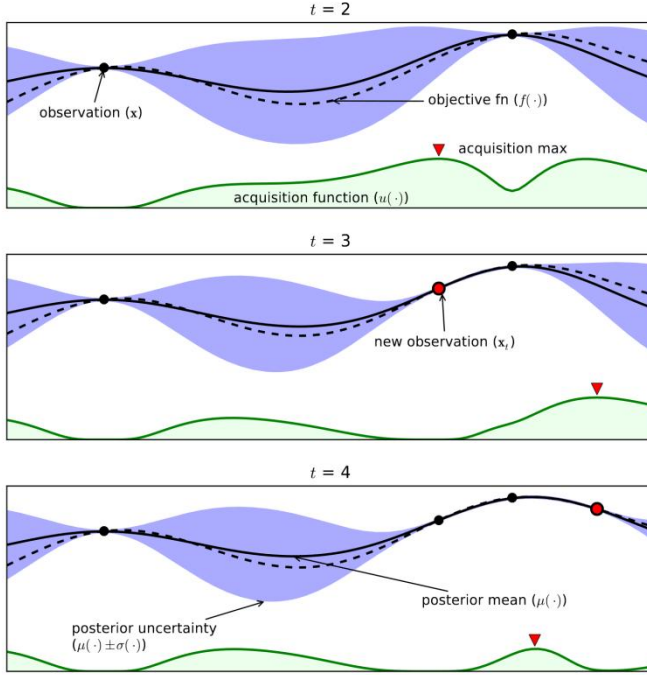 t = 2
observation (x)
objective fn (f(·))
acquisition max
acquisition function (u(·))
t = 3
new observation (xₜ)
t = 4
posterior mean (μ(·))
posterior uncertainty
(μ(·)±σ(·))